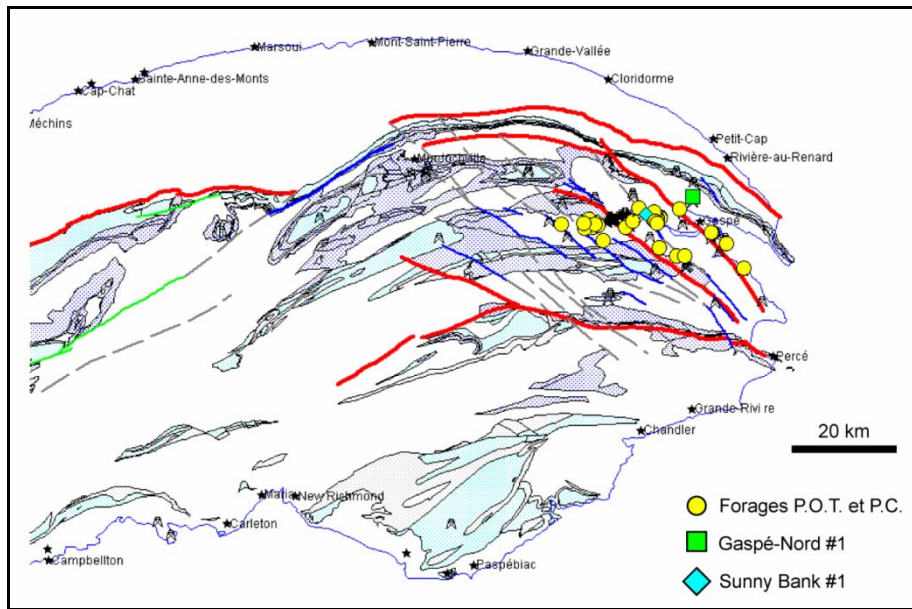 Mont-Saint-Pierre
Marsoui
Grande-Vallée
Sainte-Anne-des-Monts
Cap-Chat
Cloridorme
Méchins
Petit-Cap
Rivière-au-Renard
Gaspé
Percé
Grande-Rivi re
Chandler
20 km
Maria
New Richmond
Carleton
Campbellton
Paspébiac
Forages P.O.T. et P.C.
Gaspé-Nord #1
Sunny Bank #1